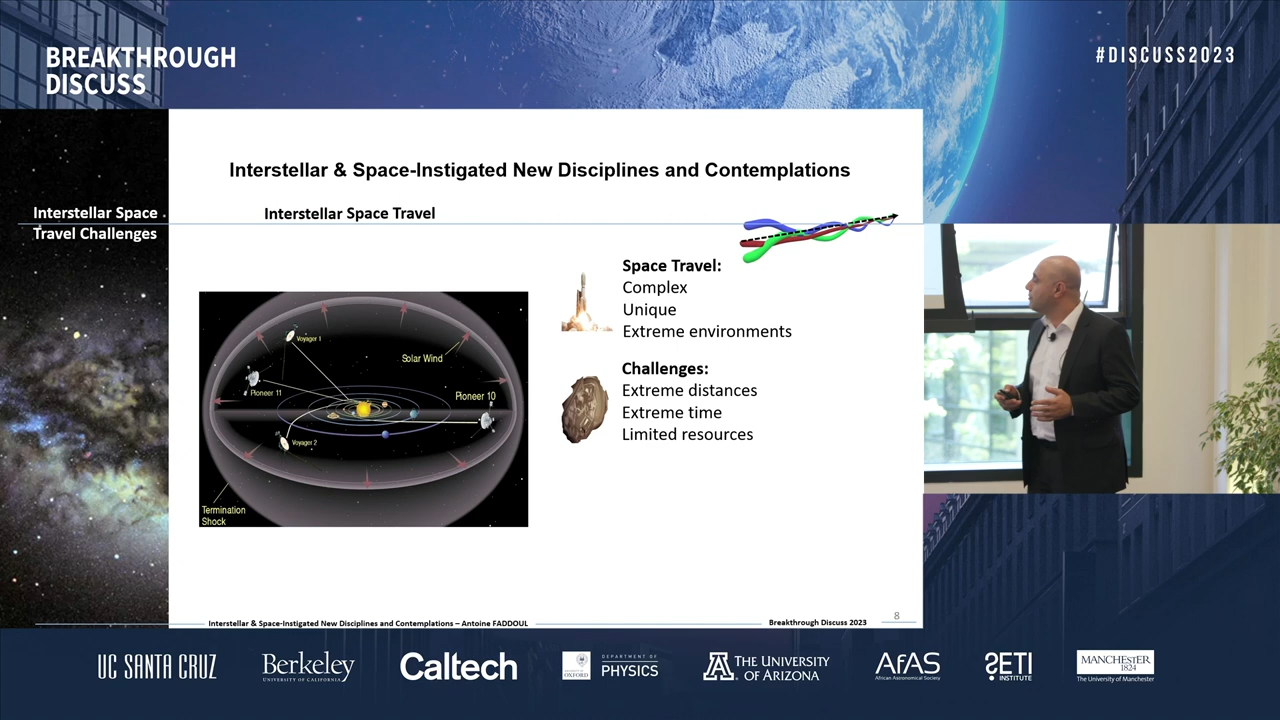 BREAKTHROUGH
DISCUSS
#DISCUSS2023
Interstellar & Space-Instigated New Disciplines and Contemplations
Interstellar Space
Travel Challenges
Interstellar Space Travel
Space Travel:
Complex
Unique
Extreme environments
Challenges:
Extreme distances
Extreme time
Limited resources
Voyager 1
Solar Wind
Pioneer 11
Pioneer 10
Voyager 2
Termination
Shock
Interstellar & Space-Instigated New Disciplines and Contemplations – Antoine FADDOUL
Breakthrough Discuss 2023
8
UC SANTA CRUZ
Berkeley
UNIVERSITY OF CALIFORNIA
Caltech
UNIVERSITY OF
OXFORD
DEPARTMENT OF
PHYSICS
THE UNIVERSITY
OF ARIZONA
AfAS
African Astronomical Society
SETI
INSTITUTE
MANCHESTER
1824
The University of Manchester